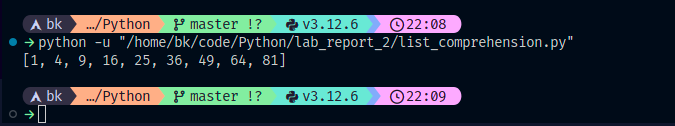 bk …/Python master !? v3.12.6 22:08
→python -u "/home/bk/code/Python/lab_report_2/list_comprehension.py"
[1, 4, 9, 16, 25, 36, 49, 64, 81]
bk …/Python master !? v3.12.6 22:09
→